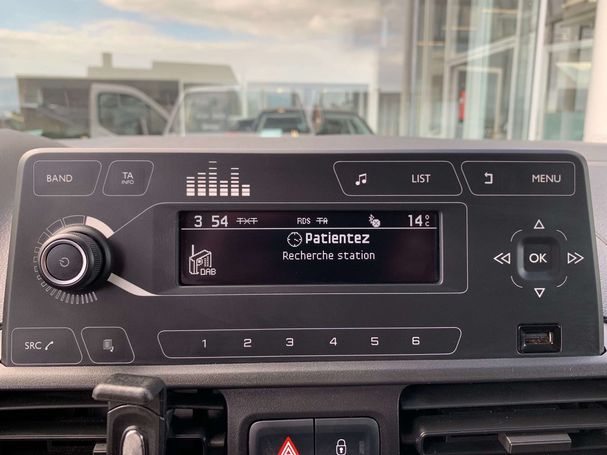 BAND
TA
INFO
LIST
MENU
3 54 TXT RDS TA 14°C
Patientez
Recherche station
DAB
OK
SRC
1 2 3 4 5 6